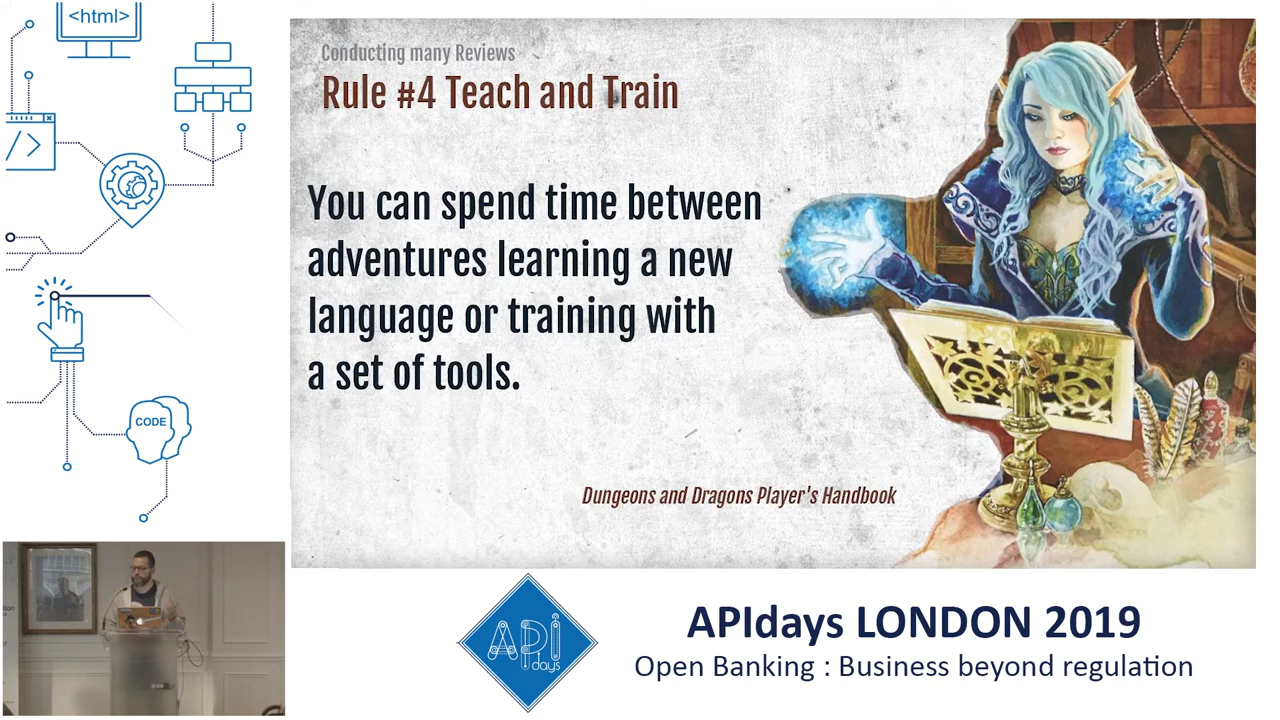 <html>
</>
CODE
Conducting many Reviews
Rule #4 Teach and Train
You can spend time between
adventures learning a new
language or training with
a set of tools.
Dungeons and Dragons Player's Handbook
API
days
APIdays LONDON 2019
Open Banking : Business beyond regulation